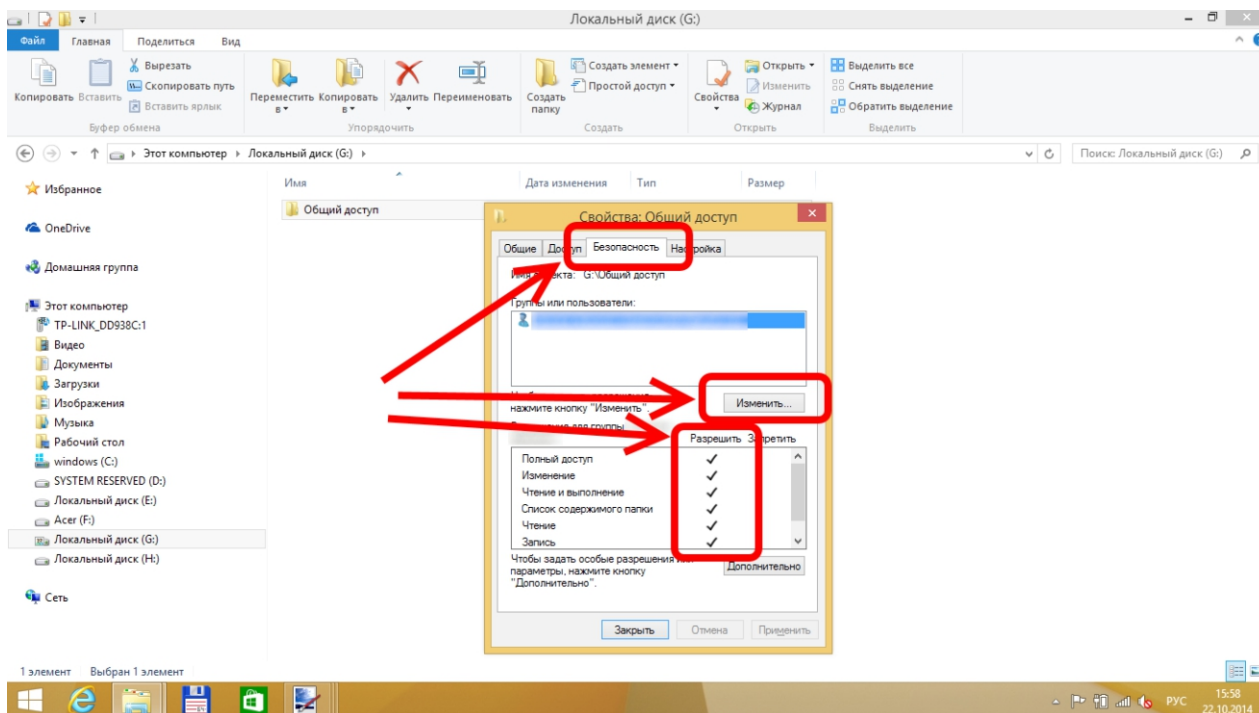 Локальный диск (G:)
Файл Главная Поделиться Вид
Копировать Вставить Вырезать Скопировать путь Вставить ярлык
Буфер обмена
Переместить в Копировать в Удалить Переименовать
Упорядочить
Создать папку Создать элемент Простой доступ
Создать
Свойства Открыть Изменить Журнал
Открыть
Выделить все Снять выделение Обратить выделение
Выделить
Этот компьютер Локальный диск (G:)
Поиск: Локальный диск (G:)
Избранное
OneDrive
Домашняя группа
Этот компьютер
TP-LINK_DD938C:1
Видео
Документы
Загрузки
Изображения
Музыка
Рабочий стол
windows (C:)
SYSTEM RESERVED (D:)
Локальный диск (E:)
Acer (F:)
Локальный диск (G:)
Локальный диск (H:)
Сеть
Имя Дата изменения Тип Размер
Общий доступ
Свойства: Общий доступ
Общие Доступ Безопасность Настройка
Имя объекта: G:\Общий доступ
Группы или пользователи:
нажмите кнопку "Изменить".
Изменить...
для группы
Разрешить Запретить
Полный доступ
Изменение
Чтение и выполнение
Список содержимого папки
Чтение
Запись
Чтобы задать особые разрешения или
параметры, нажмите кнопку
"Дополнительно".
Дополнительно
Закрыть Отмена Применить
1 элемент Выбран 1 элемент
РУС
15:58
22.10.2014